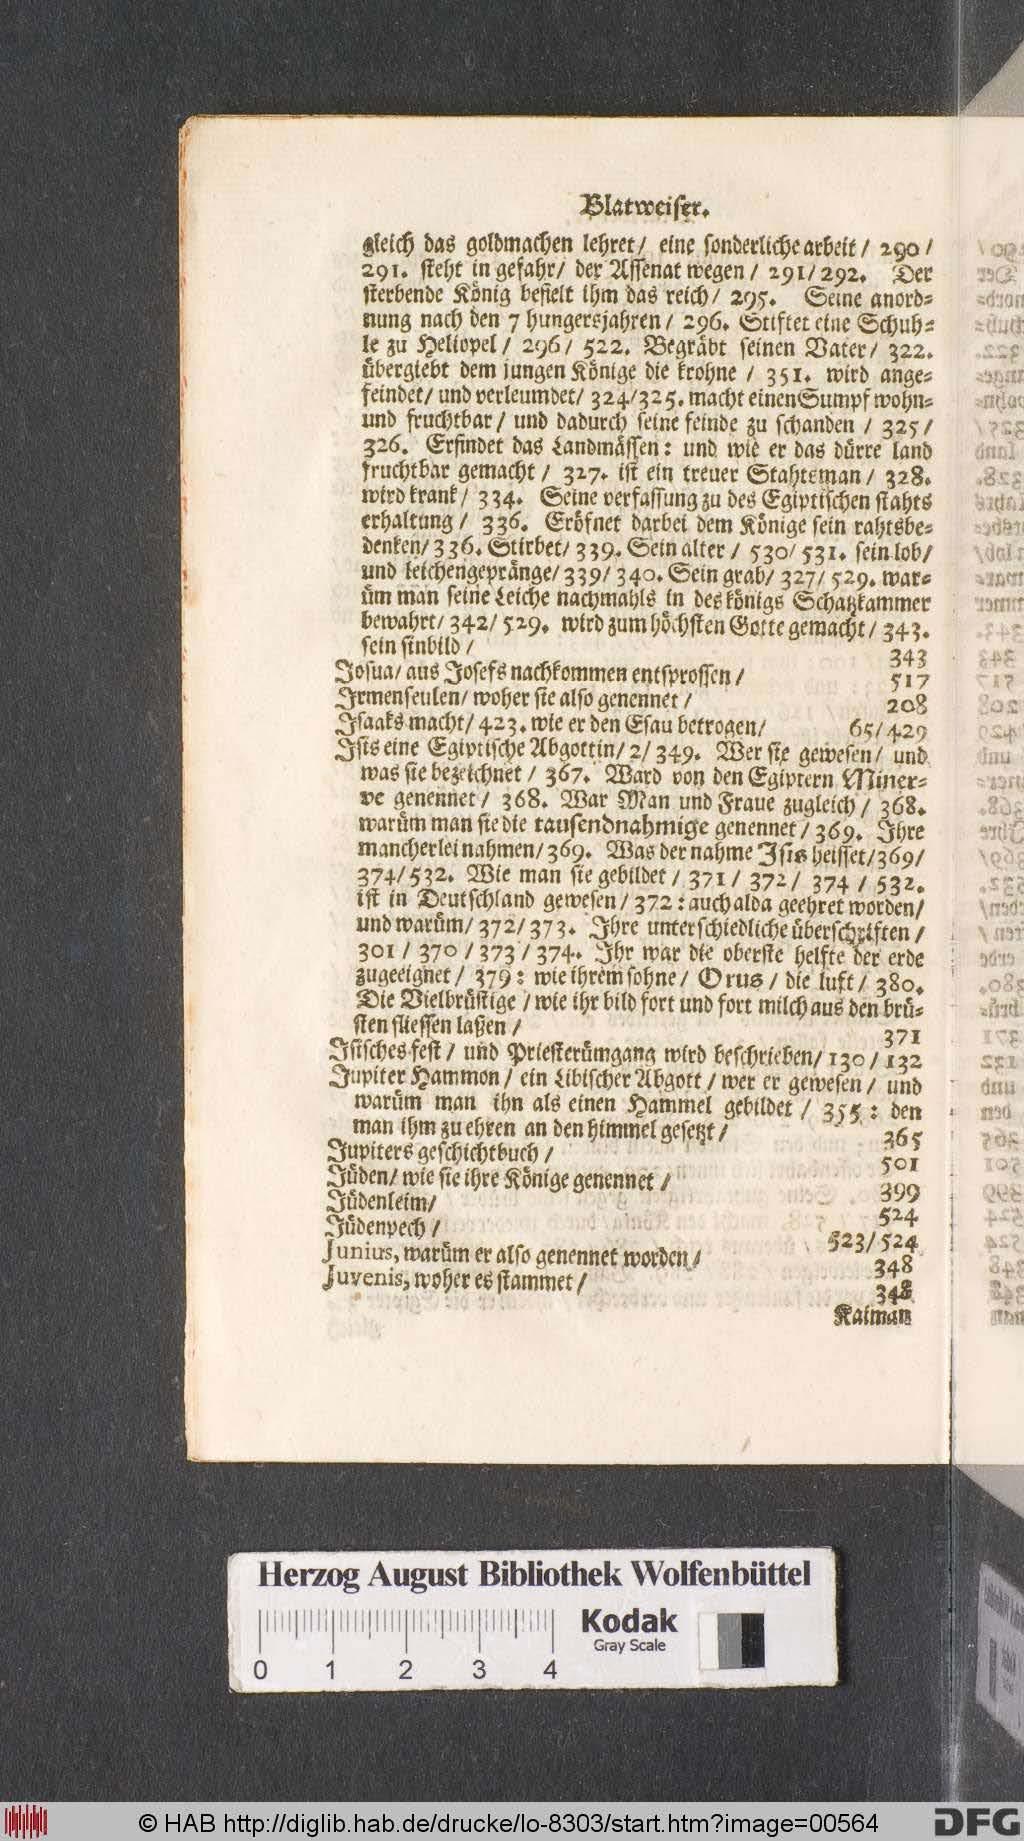 Blatweiser.
gleich das goldmachen lehret/ eine sonderliche arbeit/ 290/
291. steht in gefahr/ der Assenat wegen/ 291/292. Der
sterbende König befielt ihm das reich/ 295. Seine anord=
nung nach den 7 hungersjahren/ 296. Stiftet eine Schuh=
le zu Heliopel/ 296/ 522. Begräbt seinen Vater/ 322.
übergiebt dem jungen Könige die krohne/ 351. wird ange=
feindet/ und verleumdet/ 324/325. macht einen Sumpf wohn=
und fruchtbar/ und dadurch seine feinde zu schanden/ 325/
326. Erfindet das Landmässen: und wie er das dürre land
fruchtbar gemacht/ 327. ist ein treuer Stahtsman/ 328.
wird krank/ 334. Seine verfassung zu des Egiptischen stahts
erhaltung/ 336. Eröfnet darbei dem Könige sein rahtsbe=
denken/ 336. Stirbet/ 339. Sein alter/ 530/ 531. sein lob/
und leichengepränge/ 339/ 340. Sein grab/ 327/ 529. war=
üm man seine Leiche nachmahls in des königs Schatzkammer
bewahrt/ 342/ 529. wird zum höchsten Gotte gemacht/ 343.
sein sinbild/ 343
Josua/ aus Josefs nachkommen entsprossen/ 517
Irmenseulen/ woher sie also genennet/ 208
Isaaks macht/ 423. wie er den Esau betrogen/ 65/429
Isis eine Egiptische Abgottin/ 2/ 349. Wer sie gewesen/ und
was sie bezeichnet/ 367. Ward von den Egiptern Miner=
ve genennet/ 368. War Man und Fraue zugleich/ 368.
warüm man sie die tausendnahmige genennet/ 369. Ihre
mancherlei nahmen/ 369. Was der nahme Isis heisset/ 369/
374/532. Wie man sie gebildet/ 371/ 372/ 374/ 532.
ist in Deutschland gewesen/ 372: auch alda geehret worden/
und warüm/ 372/ 373. Ihre unterschiedliche überschriften/
301/ 370/ 373/ 374. Ihr war die oberste helfte der erde
zugeeignet/ 379: wie ihrem sohne/ Orus/ die luft/ 380.
Die Vielbrüstige/ wie ihr bild fort und fort milch aus den brü=
sten fliessen laßen/ 371
Isisches fest/ und Priesterümgang wird beschrieben/ 130/ 132
Jupiter Hammon/ ein Libischer Abgott/ wer er gewesen/ und
warüm man ihn als einen Hammel gebildet/ 355: den
man ihm zu ehren an den himmel gesetzt/ 365
Jupiters geschichtbuch/ 501
Jüden/ wie sie ihre Könige genennet/ 399
Jüdenleim/ 524
Jüdenpech/ 523/524
Junius, warüm er also genennet worden/ 348
Juvenis, woher es stammet/ 348
Kaiman
Herzog August Bibliothek Wolfenbüttel
Kodak
Gray Scale
0 1 2 3 4
© HAB http://diglib.hab.de/drucke/lo-8303/start.htm?image=00564
DFG